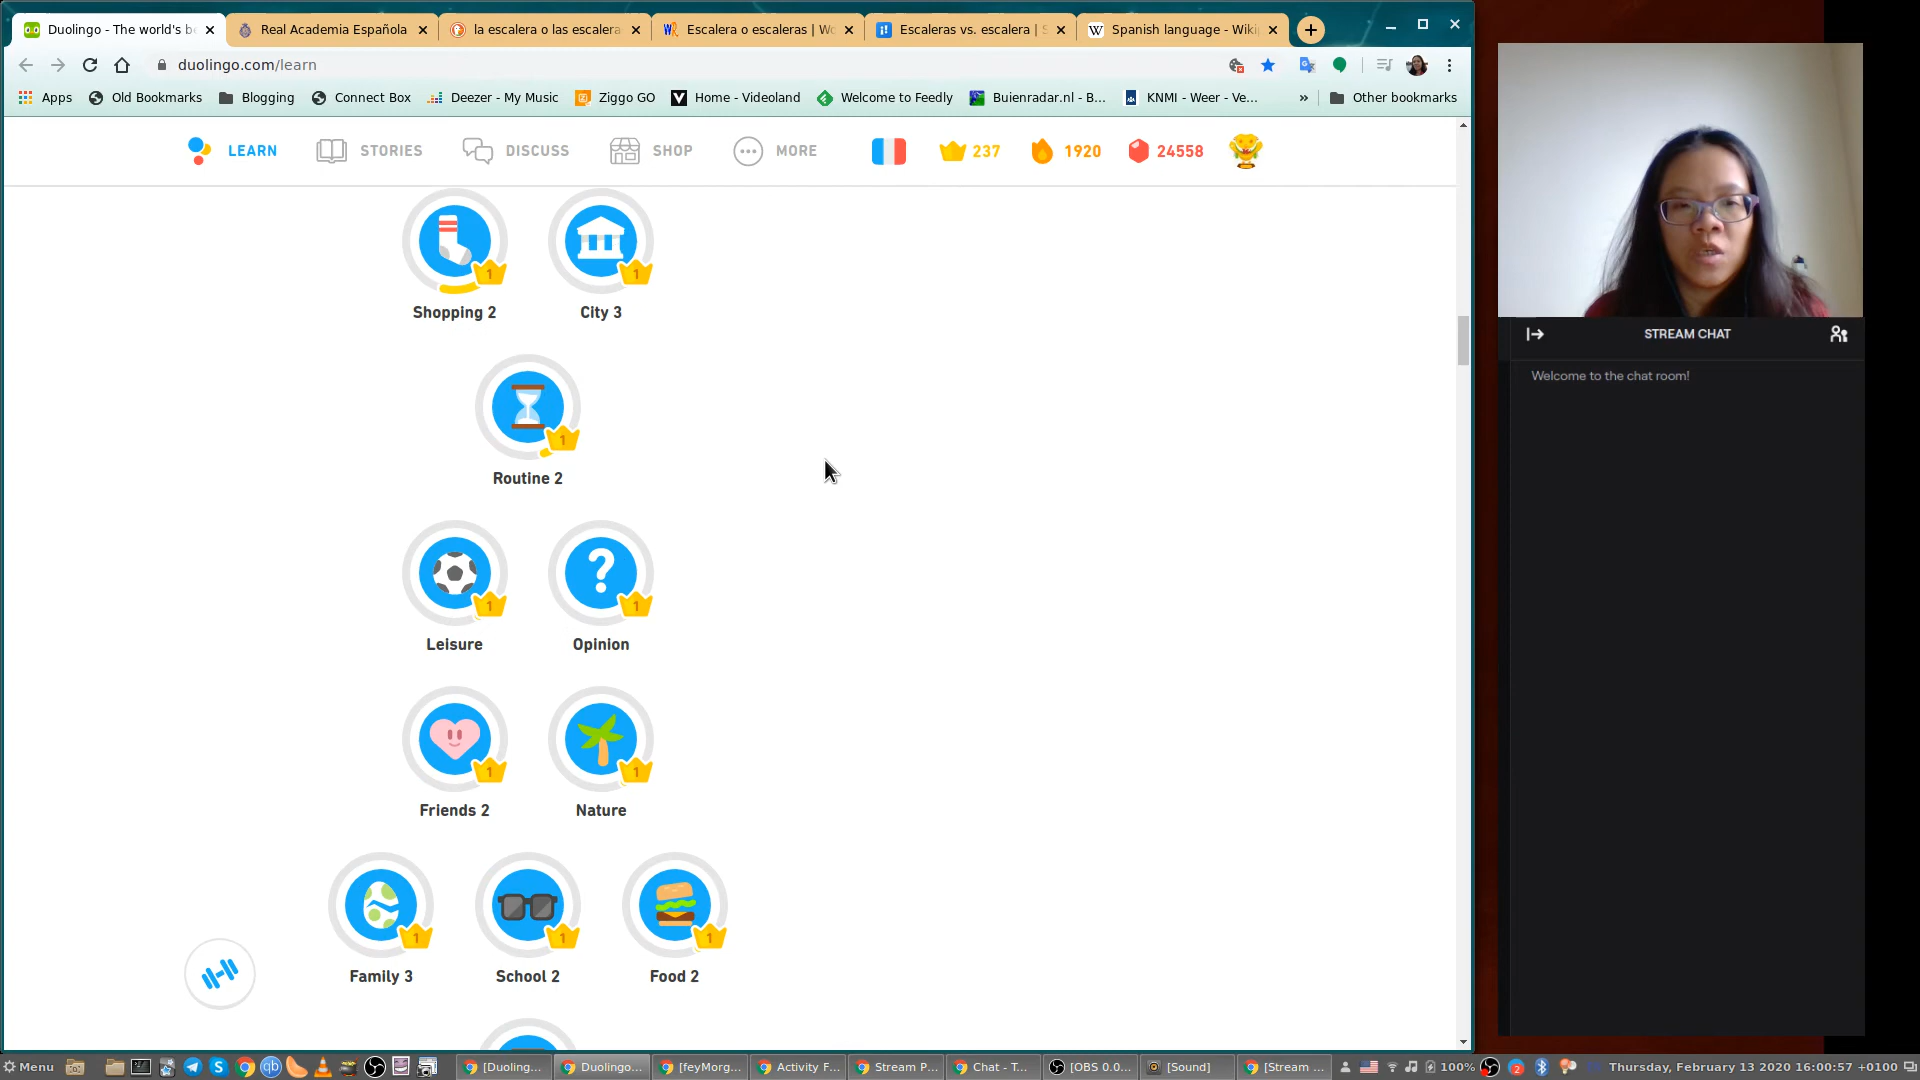 Duolingo - The world's b
Real Academia Española
la escalera o las escalera
Escalera o escaleras | Wo
Escaleras vs. escalera | S
Spanish language - Wiki
duolingo.com/learn
Apps
Old Bookmarks
Blogging
Connect Box
Deezer - My Music
Ziggo GO
Home - Videoland
Welcome to Feedly
Buienradar.nl - B...
KNMI - Weer - Ve...
»
Other bookmarks
LEARN
STORIES
DISCUSS
SHOP
MORE
237
1920
24558
1
1
Shopping 2
City 3
1
Routine 2
1
1
Leisure
Opinion
1
1
Friends 2
Nature
1
1
1
Family 3
School 2
Food 2
STREAM CHAT
Welcome to the chat room!
Menu
[Duoling...
Duolingo...
[feyMorg...
Activity F...
Stream P...
Chat - T...
[OBS 0.0...
[Sound]
[Stream ...
100%
2
Thursday, February 13 2020 16:00:57 +0100